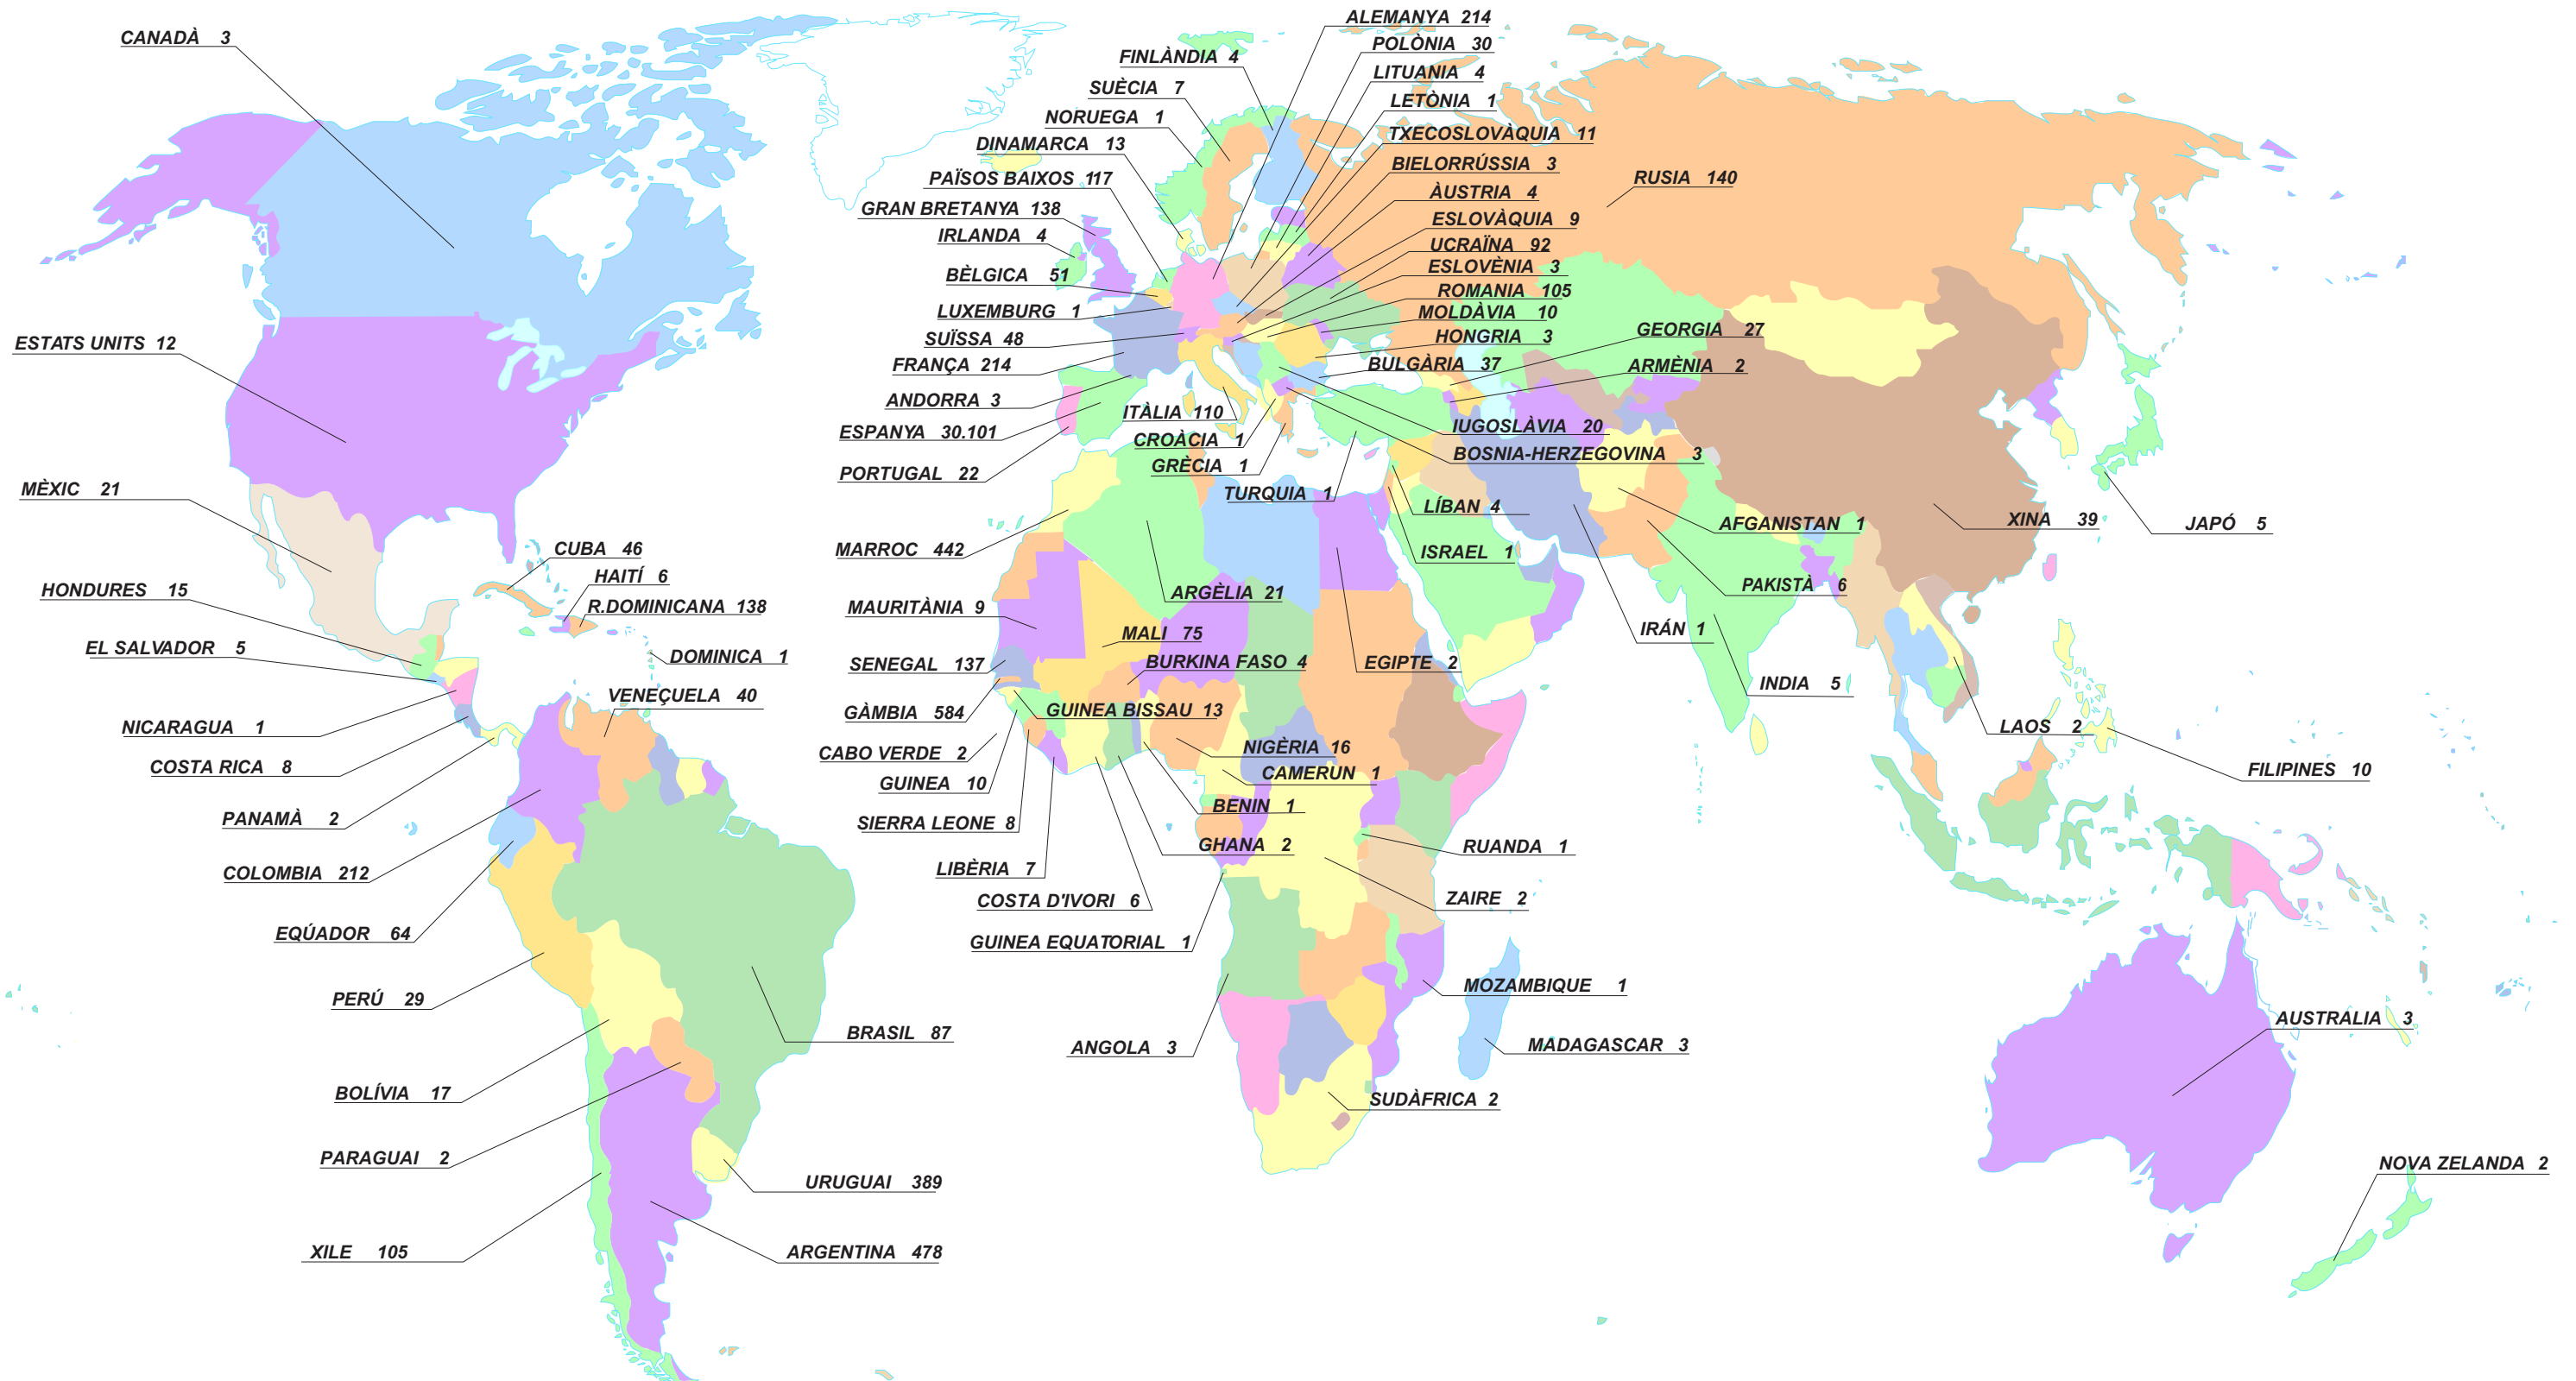 CANADÀ 3
ESTATS UNITS 12
MÈXIC 21
HONDURES 15
EL SALVADOR 5
NICARAGUA 1
COSTA RICA 8
PANAMÀ 2
COLOMBIA 212
EQÚADOR 64
PERÚ 29
BOLÍVIA 17
PARAGUAI 2
XILE 105
CUBA 46
HAITÍ 6
R.DOMINICANA 138
DOMINICA 1
VENEÇUELA 40
BRASIL 87
URUGUAI 389
ARGENTINA 478
FINLÀNDIA 4
SUÈCIA 7
NORUEGA 1
DINAMARCA 13
PAÏSOS BAIXOS 117
GRAN BRETANYA 138
IRLANDA 4
BÈLGICA 51
LUXEMBURG 1
SUÏSSA 48
FRANÇA 214
ANDORRA 3
ESPANYA 30.101
PORTUGAL 22
ITÀLIA 110
CROÀCIA 1
GRÈCIA 1
TURQUIA 1
ALEMANYA 214
POLÒNIA 30
LITUANIA 4
LETÒNIA 1
TXECOSLOVÀQUIA 11
BIELORRÚSSIA 3
ÀUSTRIA 4
ESLOVÀQUIA 9
UCRAÏNA 92
ESLOVÈNIA 3
ROMANIA 105
MOLDÀVIA 10
HONGRIA 3
BULGÀRIA 37
IUGOSLÀVIA 20
BOSNIA-HERZEGOVINA 3
RUSIA 140
GEORGIA 27
ARMÈNIA 2
LÍBAN 4
ISRAEL 1
AFGANISTAN 1
PAKISTÀ 6
IRÁN 1
INDIA 5
XINA 39
JAPÓ 5
LAOS 2
FILIPINES 10
MARROC 442
MAURITÀNIA 9
SENEGAL 137
GÀMBIA 584
CABO VERDE 2
GUINEA 10
SIERRA LEONE 8
LIBÈRIA 7
COSTA D'IVORI 6
GUINEA EQUATORIAL 1
ANGOLA 3
ARGÈLIA 21
MALI 75
BURKINA FASO 4
EGIPTE 2
GUINEA BISSAU 13
NIGÈRIA 16
CAMERUN 1
BENIN 1
GHANA 2
RUANDA 1
ZAIRE 2
MOZAMBIQUE 1
MADAGASCAR 3
SUDÀFRICA 2
AUSTRALIA 3
NOVA ZELANDA 2